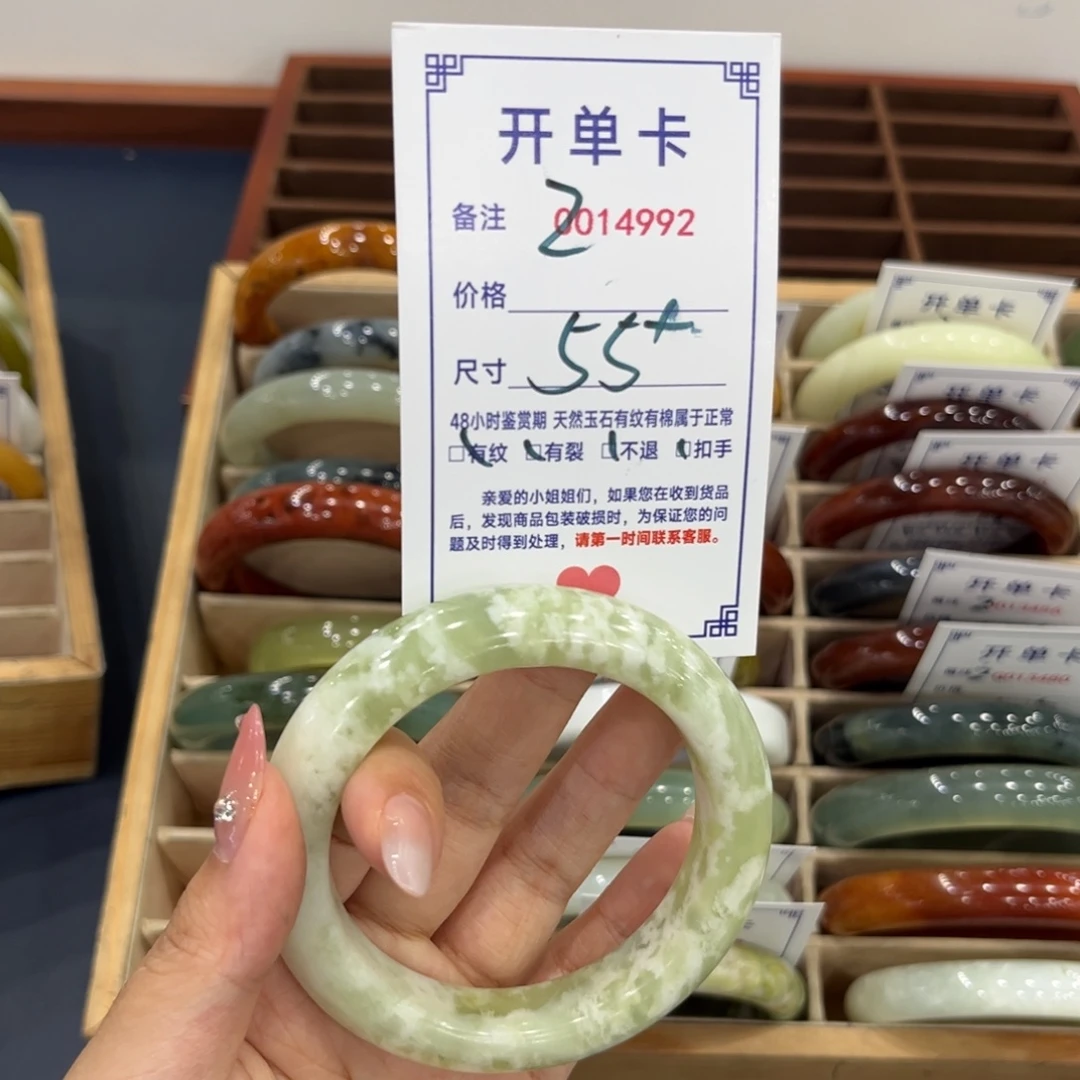 开单卡
备注 2 0014992
价格
尺寸 55+
48小时鉴赏期 天然玉石有纹有棉属于正常
□有纹 □有裂 □不退 □扣手
亲爱的小姐姐们，如果您在收到货品
后，发现商品包装破损时，为保证您的问
题及时得到处理，请第一时间联系客服。
开单卡
开单卡
开单卡
开单卡
开单卡